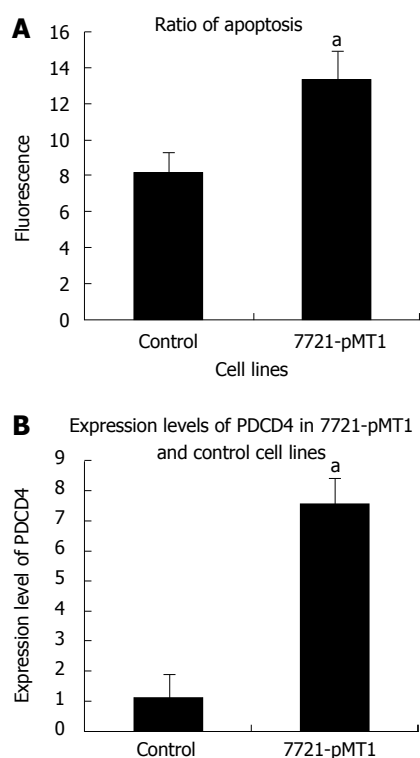 A
Ratio of apoptosis
16
14
12
10
8
6
4
2
0
Fluorescence
a
Control
7721-pMT1
Cell lines
B
Expression levels of PDCD4 in 7721-pMT1
and control cell lines
9
8
7
6
5
4
3
2
1
0
Expression level of PDCD4
a
Control
7721-pMT1